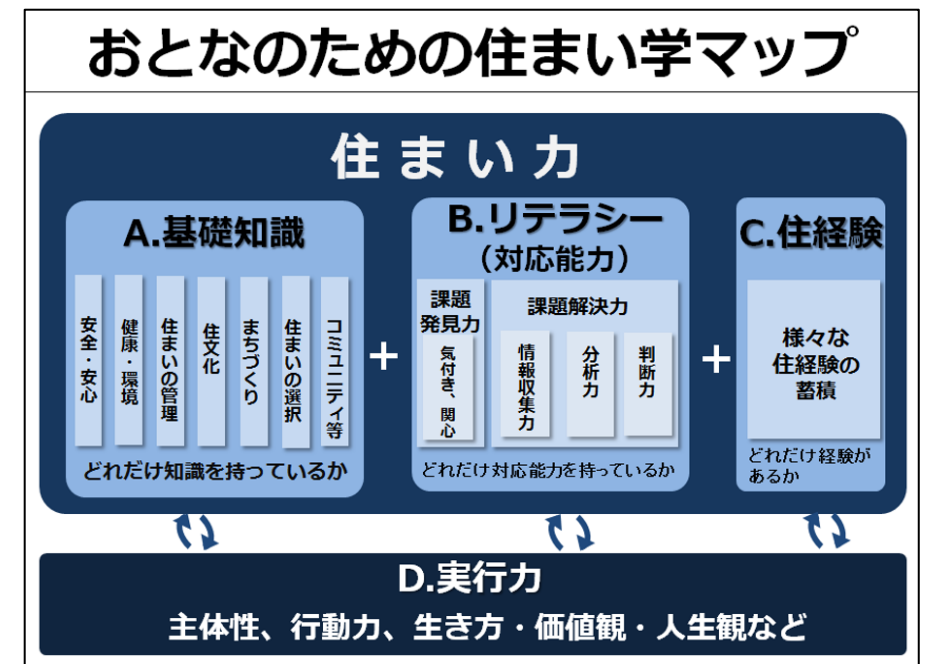 おとなのための住まい学マップ
住まい力
A.基礎知識
安全・安心
健康・環境
住まいの管理
住文化
まちづくり
住まいの選択
コミュニティ等
どれだけ知識を持っているか
+
B.リテラシー
（対応能力）
課題
発見力
気付き、関心
課題解決力
情報収集力
分析力
判断力
どれだけ対応能力を持っているか
+
C.住経験
様々な
住経験の
蓄積
どれだけ経験が
あるか
D.実行力
主体性、行動力、生き方・価値観・人生観など